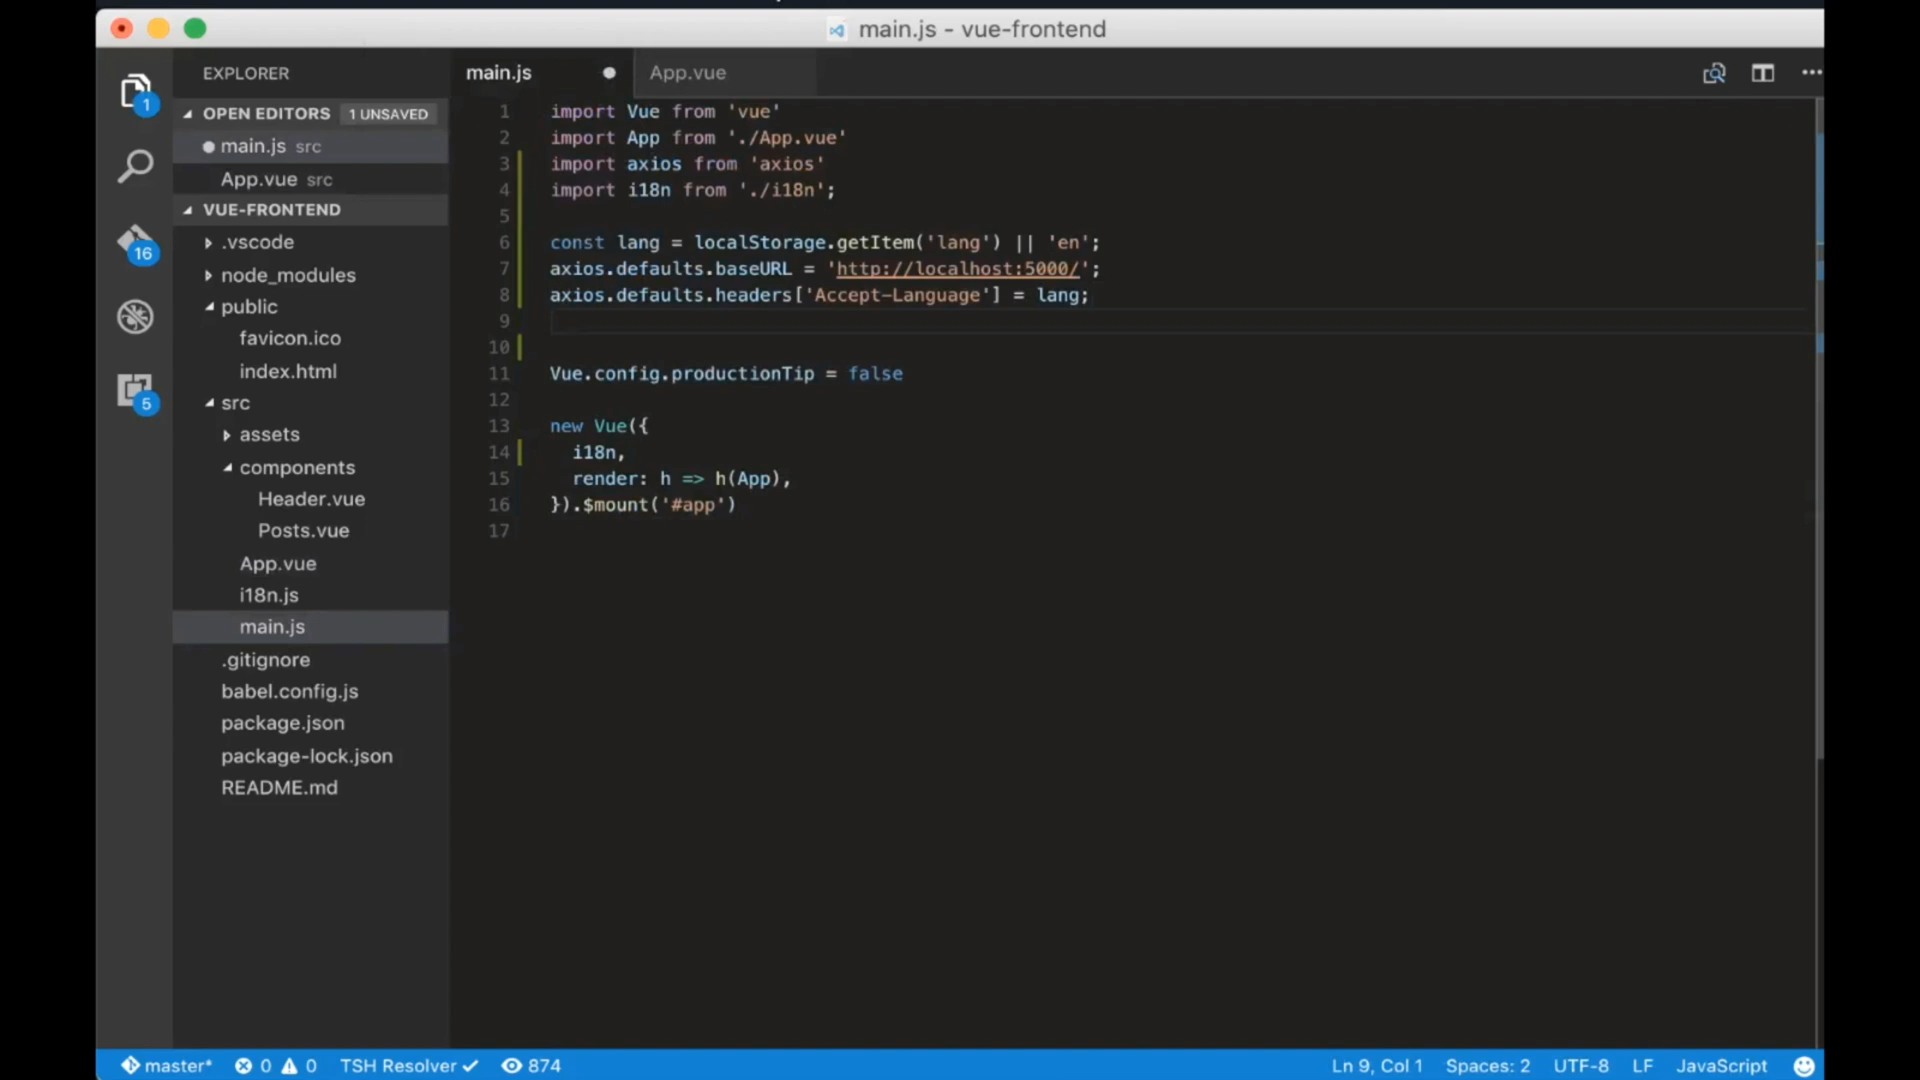 main.js - vue-frontend
EXPLORER
OPEN EDITORS 1 UNSAVED
main.js src
App.vue src
VUE-FRONTEND
.vscode
node_modules
public
favicon.ico
index.html
src
assets
components
Header.vue
Posts.vue
App.vue
i18n.js
main.js
.gitignore
babel.config.js
package.json
package-lock.json
README.md
1
16
5
main.js App.vue
1 import Vue from 'vue'
2 import App from './App.vue'
3 import axios from 'axios'
4 import i18n from './i18n';
5
6 const lang = localStorage.getItem('lang') || 'en';
7 axios.defaults.baseURL = 'http://localhost:5000/';
8 axios.defaults.headers['Accept-Language'] = lang;
9
10
11 Vue.config.productionTip = false
12
13 new Vue({
14 i18n,
15 render: h => h(App),
16 }).$mount('#app')
17
master* 0 0 TSH Resolver 874 Ln 9, Col 1 Spaces: 2 UTF-8 LF JavaScript